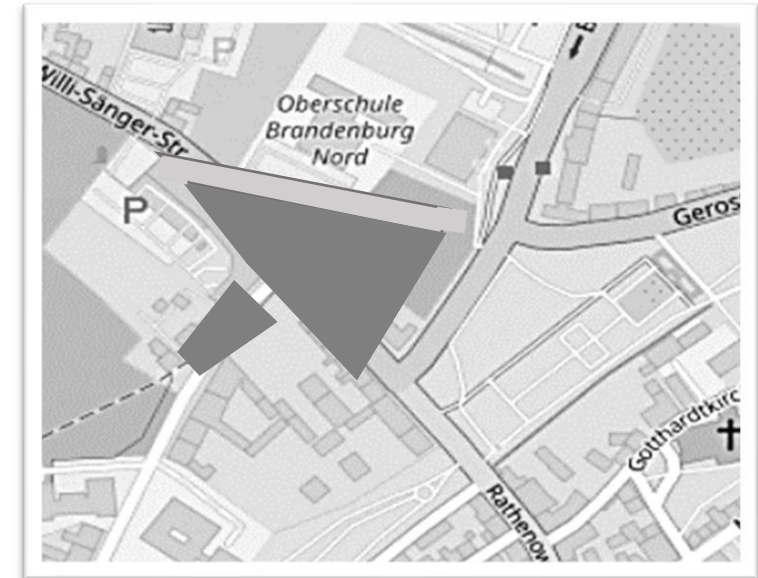 P
Willi-Sänger-Str
Oberschule
Brandenburg
Nord
P
Geros
Gotthardtkirc
Rathenow